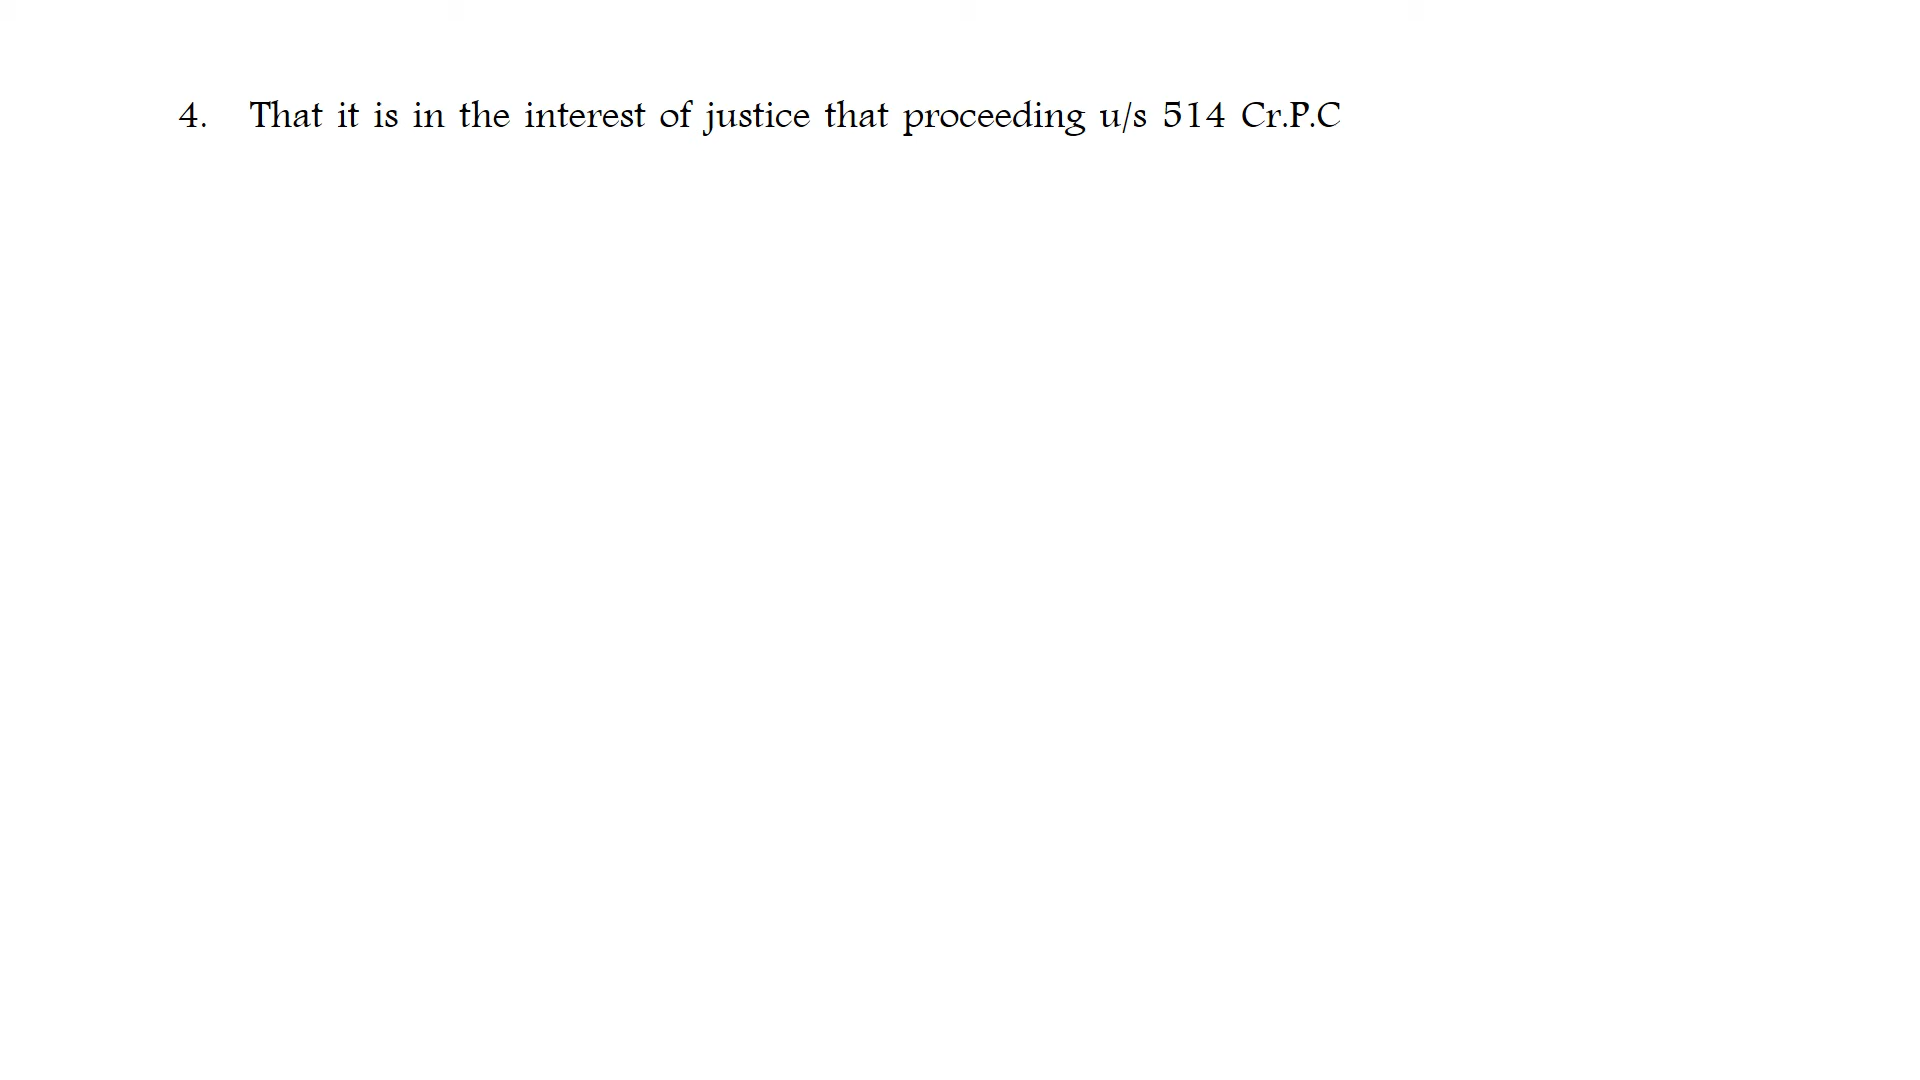 4. That it is in the interest of justice that proceeding u/s 514 Cr.P.C